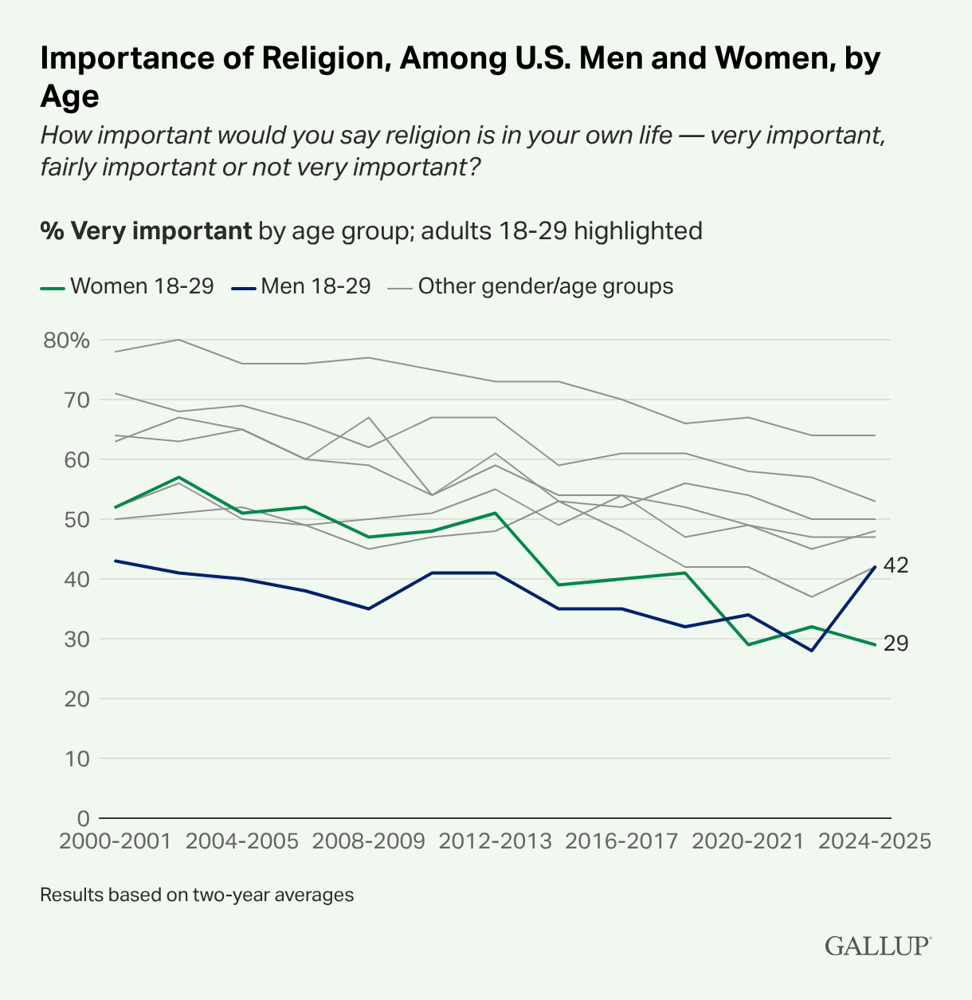 Importance of Religion, Among U.S. Men and Women, by
Age
How important would you say religion is in your own life — very important,
fairly important or not very important?
% Very important by age group; adults 18-29 highlighted
Women 18-29 Men 18-29 Other gender/age groups
80%
70
60
50
40
30
20
10
0
42
29
2000-2001 2004-2005 2008-2009 2012-2013 2016-2017 2020-2021 2024-2025
Results based on two-year averages
GALLUP®